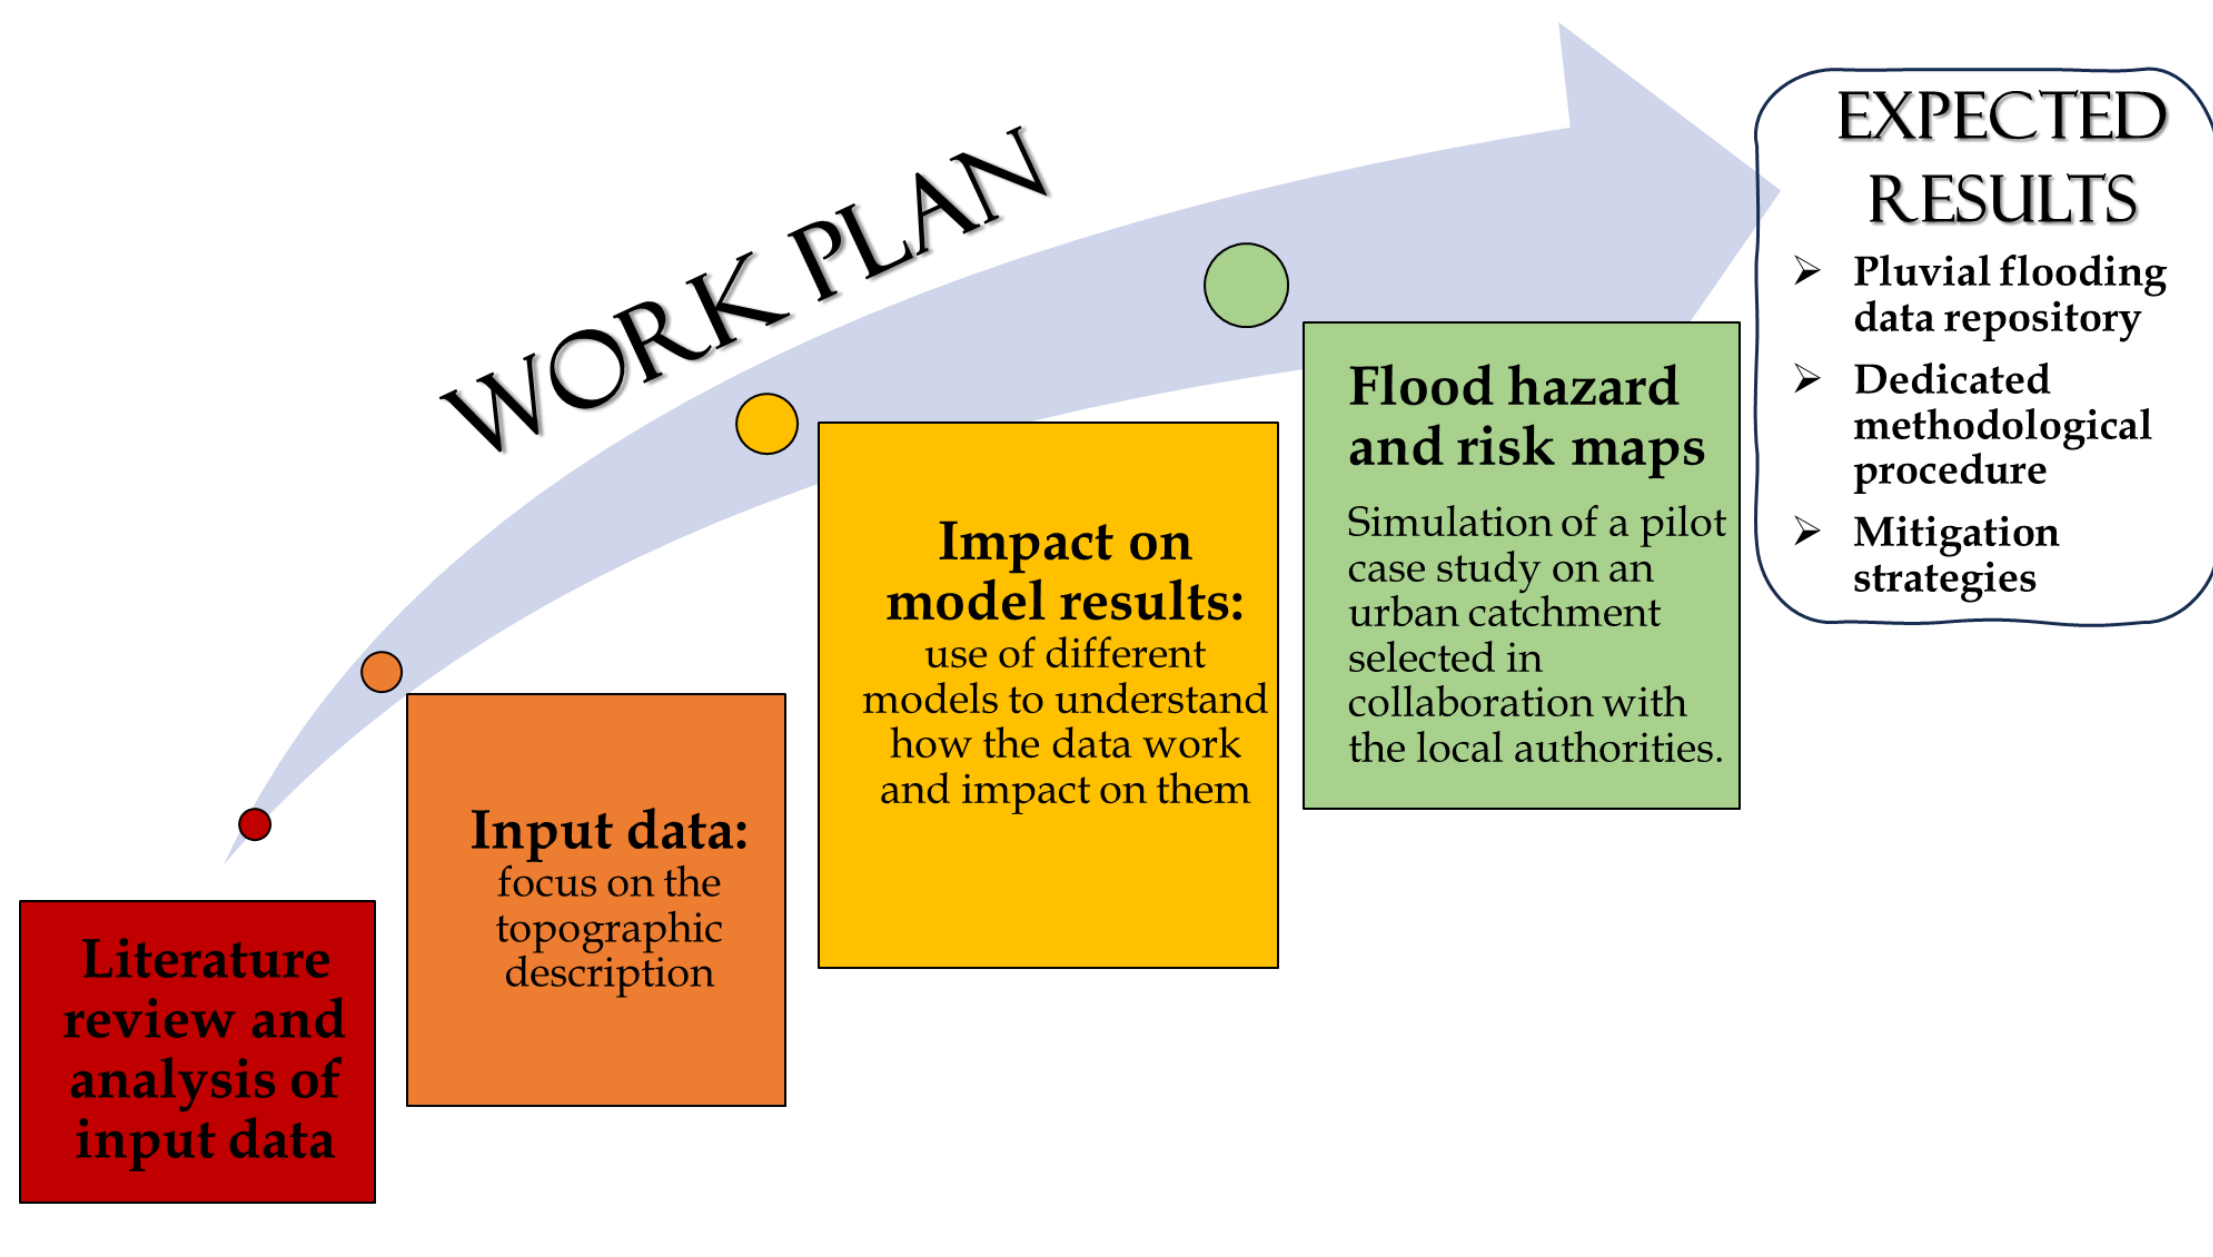 WORK PLAN
Literature
review and
analysis of
input data
Input data:
focus on the
topographic
description
Impact on
model results:
use of different
models to understand
how the data work
and impact on them
Flood hazard
and risk maps
Simulation of a pilot
case study on an
urban catchment
selected in
collaboration with
the local authorities.
EXPECTED
RESULTS
➢ Pluvial flooding
data repository
➢ Dedicated
methodological
procedure
➢ Mitigation
strategies